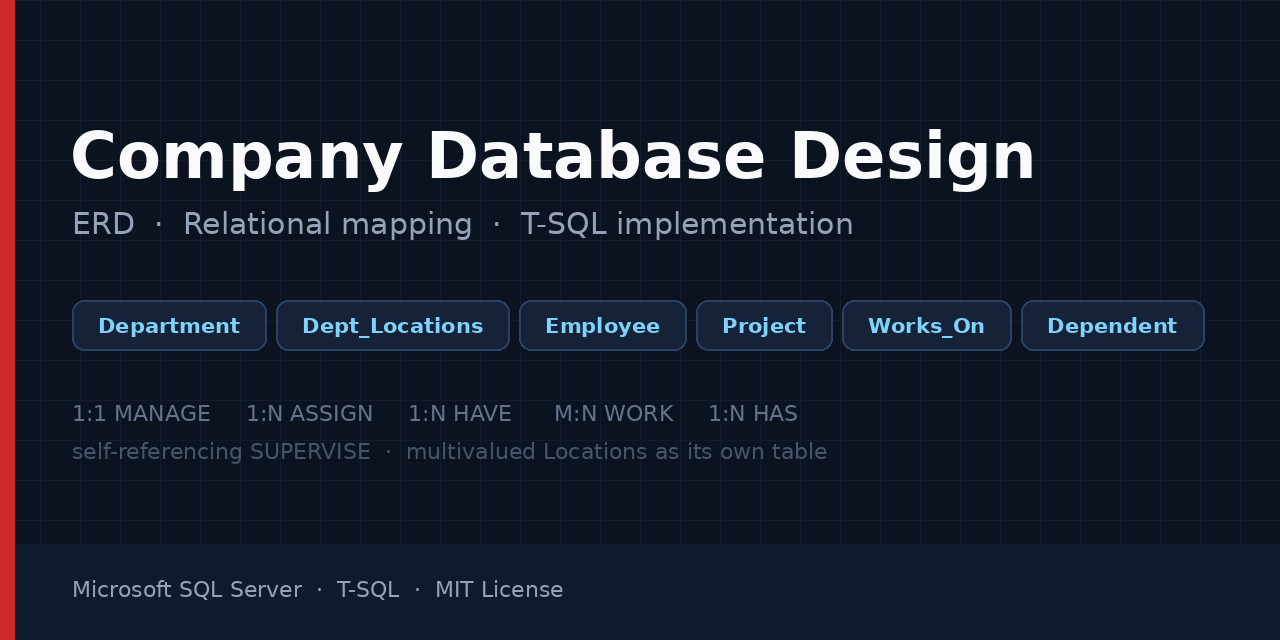 Company Database Design
ERD · Relational mapping · T-SQL implementation
Department Dept_Locations Employee Project Works_On Dependent
1:1 MANAGE 1:N ASSIGN 1:N HAVE M:N WORK 1:N HAS
self-referencing SUPERVISE · multivalued Locations as its own table
Microsoft SQL Server · T-SQL · MIT License